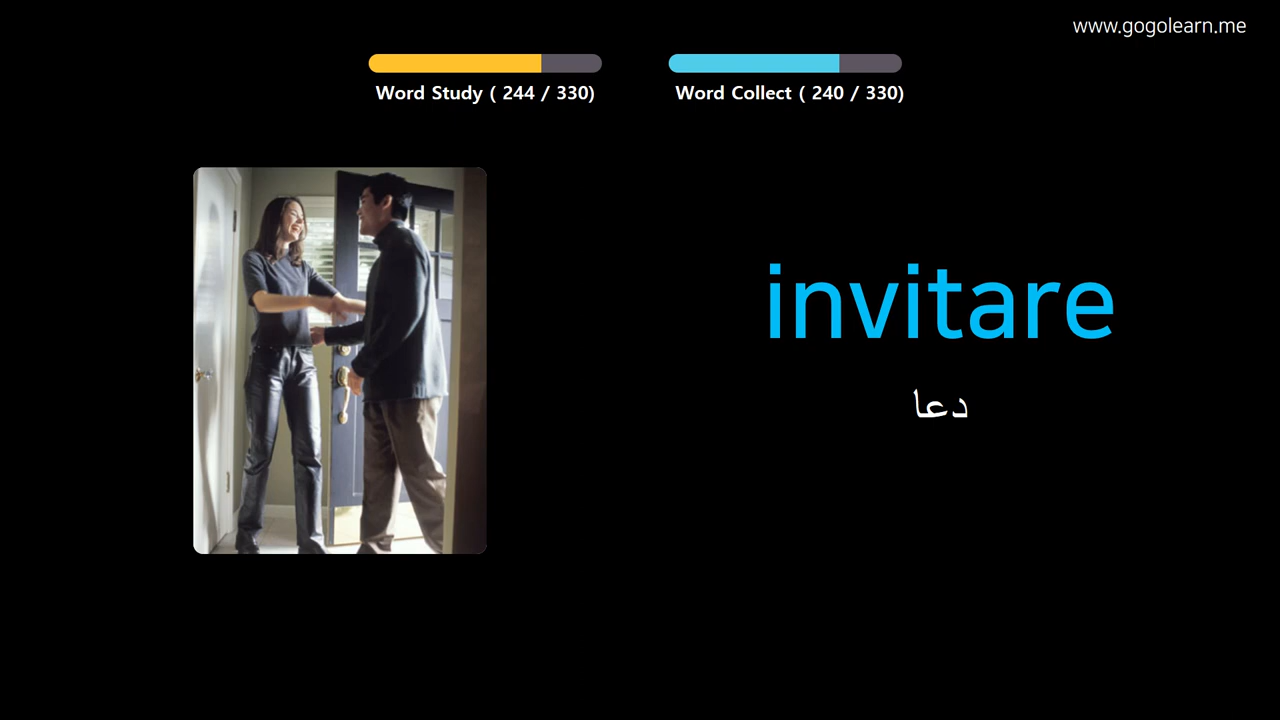 www.gogolearn.me
Word Study ( 244 / 330)
Word Collect ( 240 / 330)
invitare
دعا